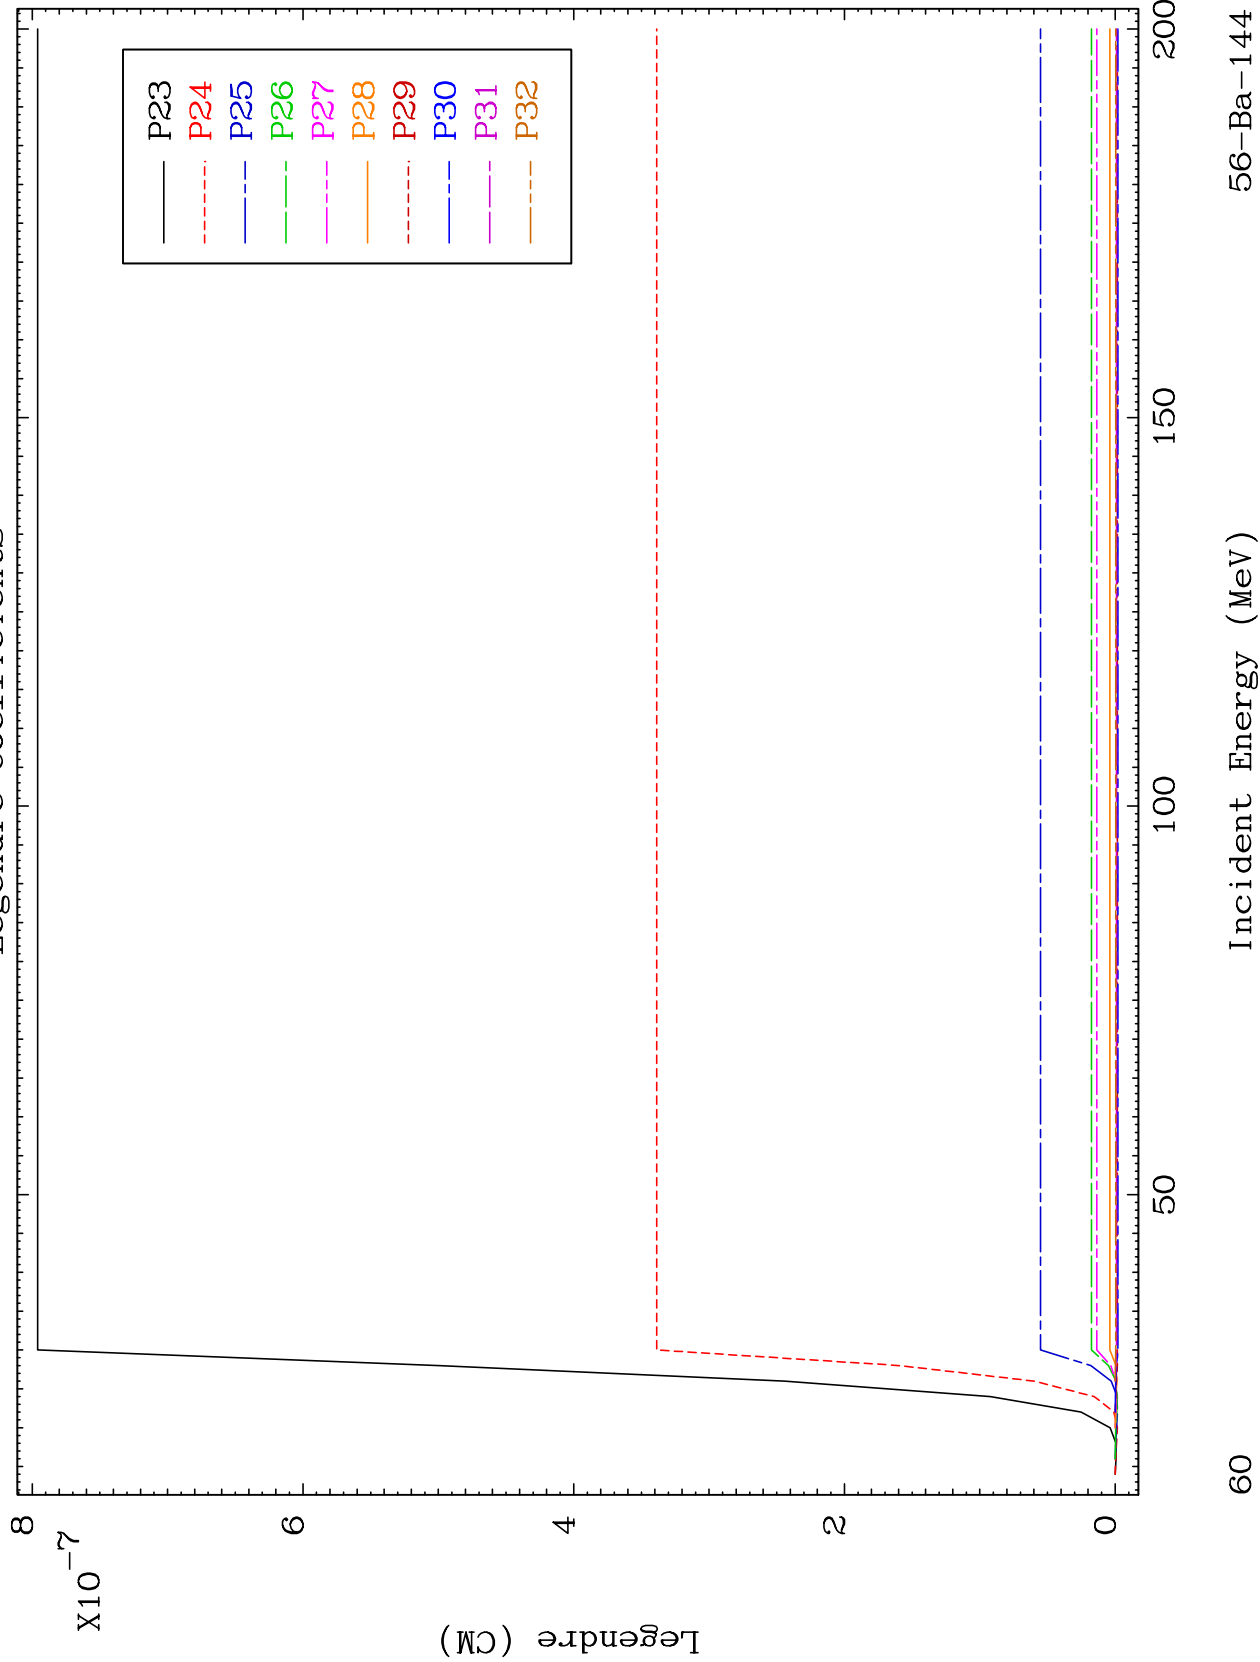 Legendre Coefficients
X10-7
8
6
4
2
0
Legendre (CM)
P23
P24
P25
P26
P27
P28
P29
P30
P31
P32
50
100
150
200
60
Incident Energy (MeV)
56-Ba-144